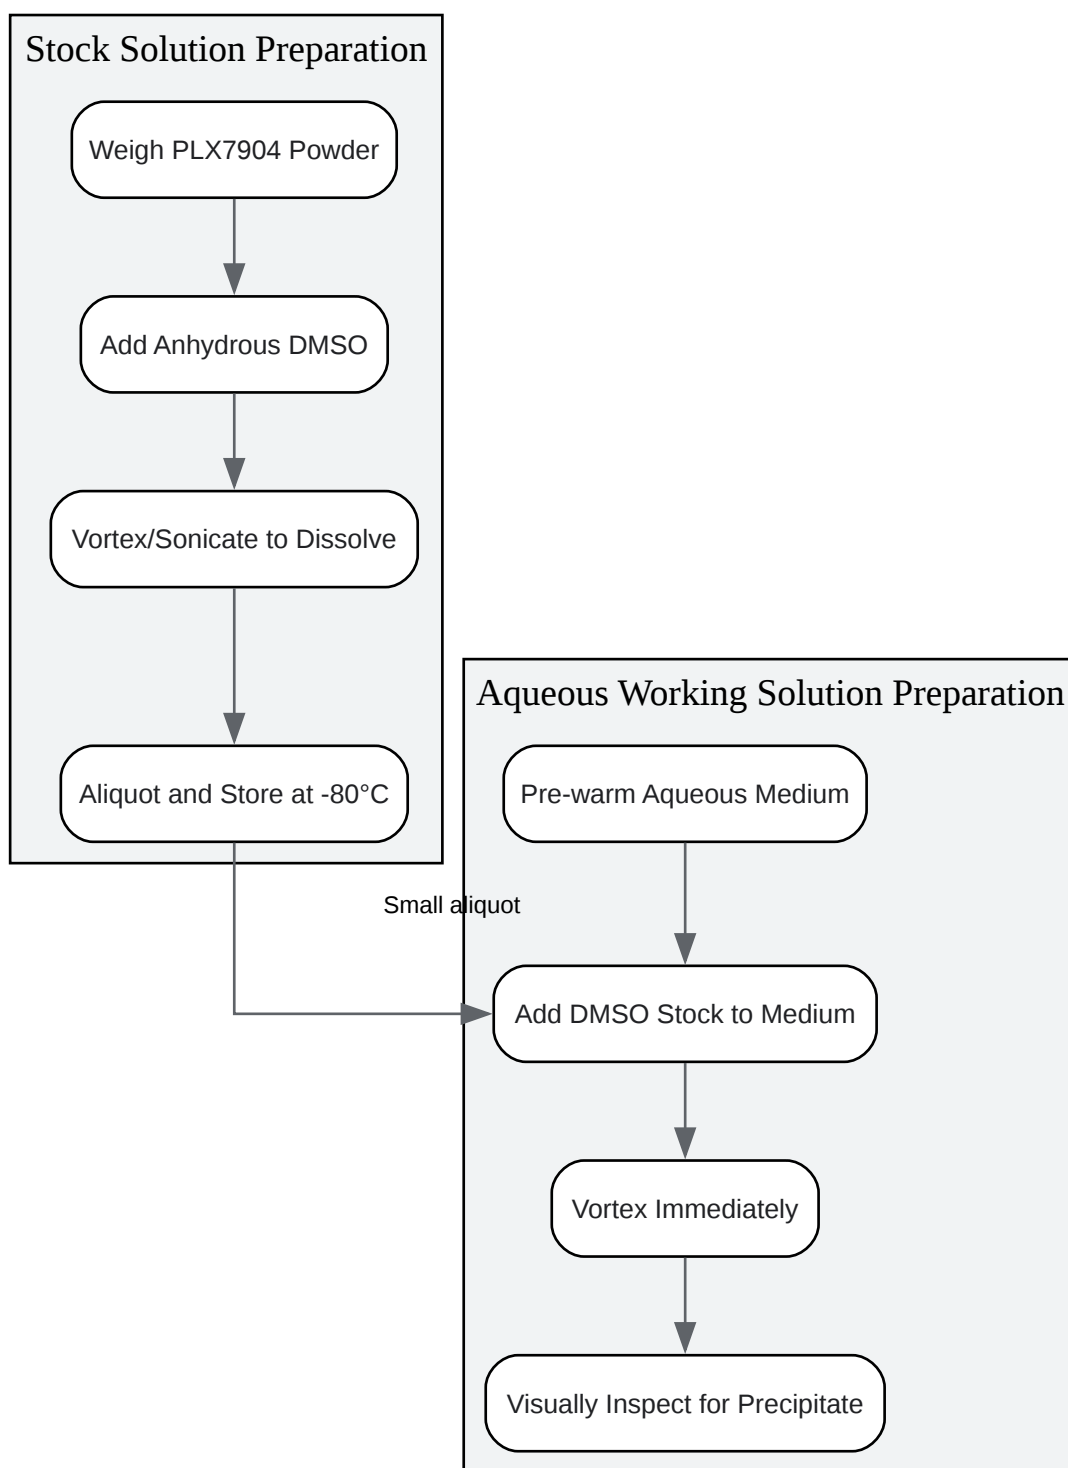 Stock Solution Preparation
Weigh PLX7904 Powder
Add Anhydrous DMSO
Vortex/Sonicate to Dissolve
Aliquot and Store at -80°C
Small aliquot
Aqueous Working Solution Preparation
Pre-warm Aqueous Medium
Add DMSO Stock to Medium
Vortex Immediately
Visually Inspect for Precipitate